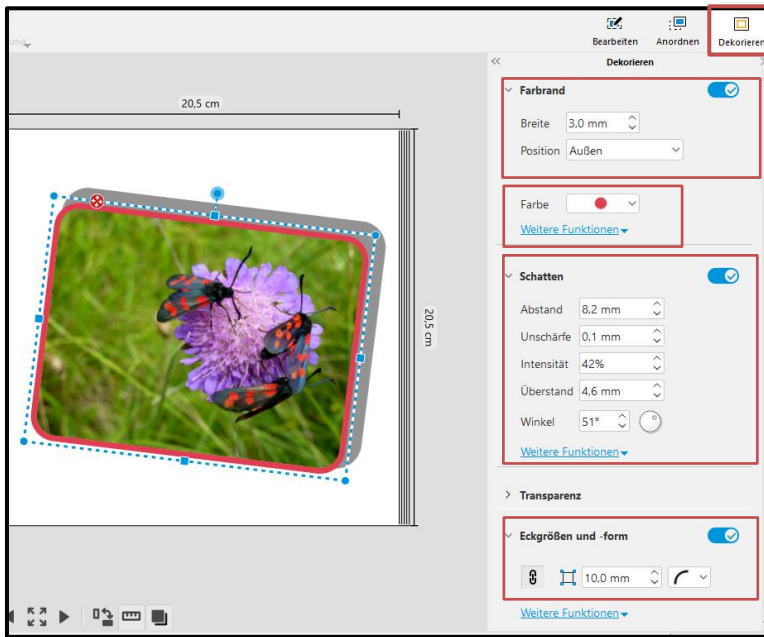 Bearbeiten Anordnen Dekorieren
Dekorieren
Farbrand
Breite 3,0 mm
Position Außen
Farbe
Weitere Funktionen
Schatten
Abstand 8,2 mm
Unschärfe 0,1 mm
Intensität 42%
Überstand 4,6 mm
Winkel 51°
Weitere Funktionen
Transparenz
Eckgrößen und -form
10,0 mm
Weitere Funktionen
20,5 cm
20,5 cm